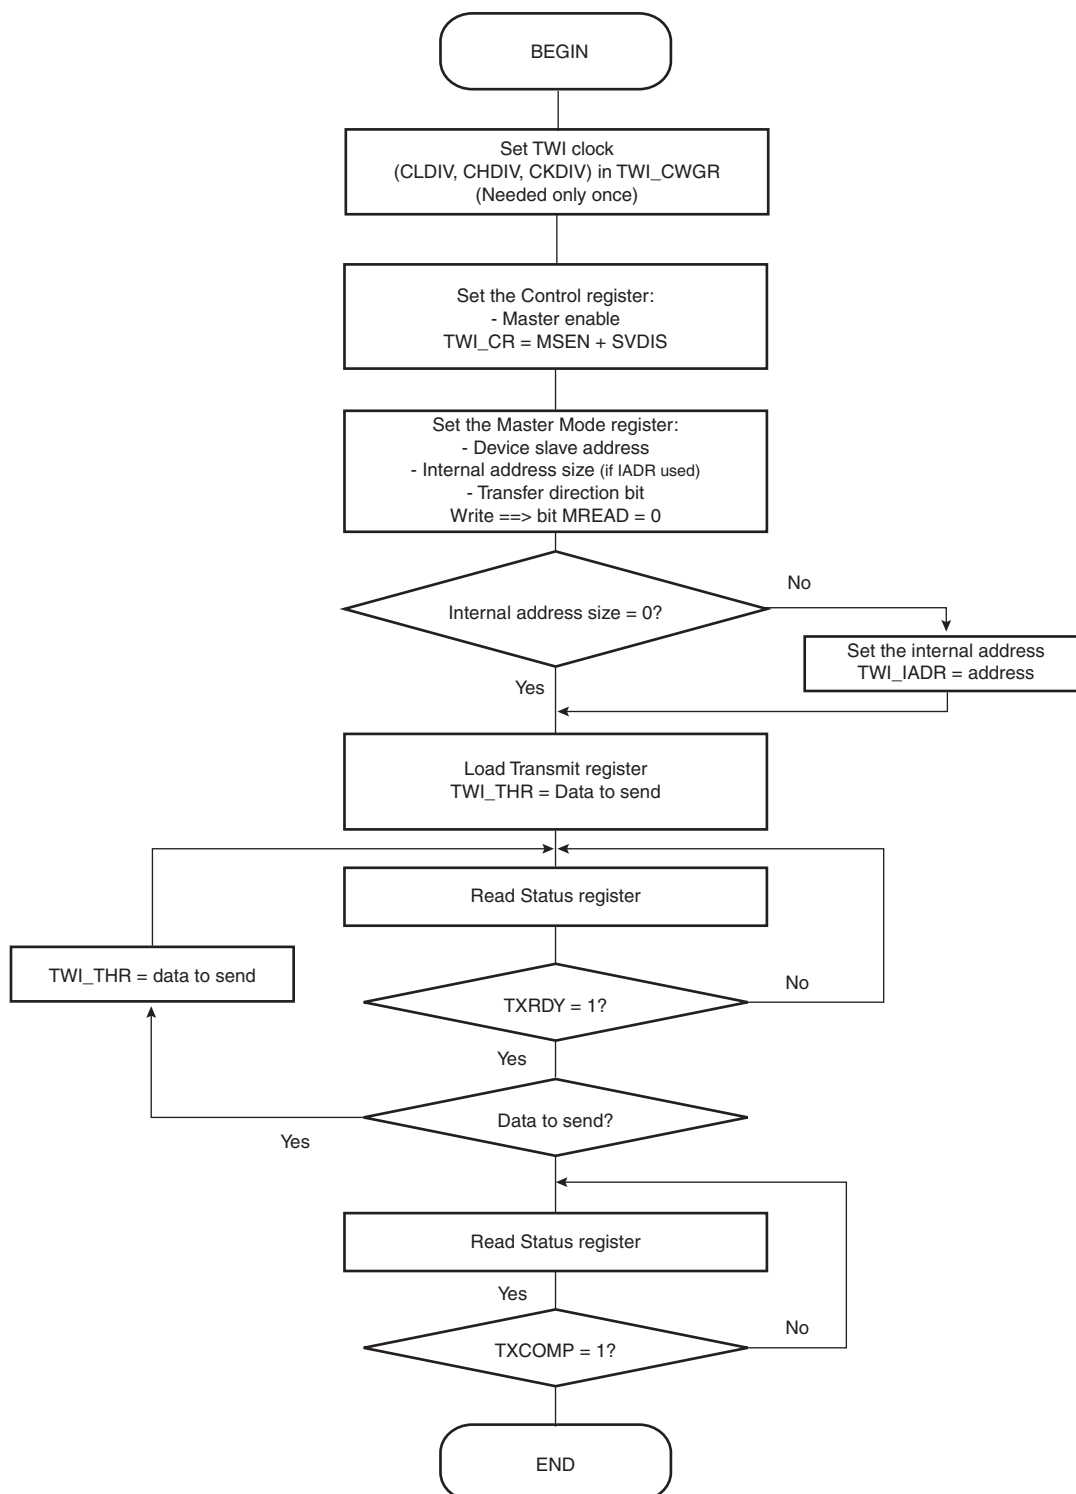 BEGIN
Set TWI clock
(CLDIV, CHDIV, CKDIV) in TWI_CWGR
(Needed only once)
Set the Control register:
- Master enable
TWI_CR = MSEN + SVDIS
Set the Master Mode register:
- Device slave address
- Internal address size (if IADR used)
- Transfer direction bit
Write ==> bit MREAD = 0
No
Internal address size = 0?
Set the internal address
TWI_IADR = address
Yes
Load Transmit register
TWI_THR = Data to send
Read Status register
TWI_THR = data to send
No
TXRDY = 1?
Yes
Data to send?
Yes
Read Status register
Yes
No
TXCOMP = 1?
END